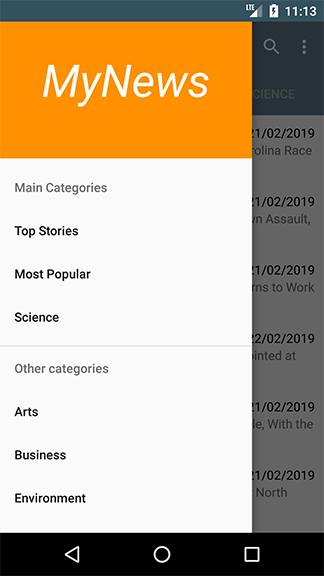 LTE 11:13
MyNews
CIENCE
Main Categories
Top Stories
Most Popular
Science
Other categories
Arts
Business
Environment
21/02/2019
rolina Race
21/02/2019
wn Assault,
21/02/2019
rns to Work
22/02/2019
ointed at
21/02/2019
le, With the
21/02/2019
North